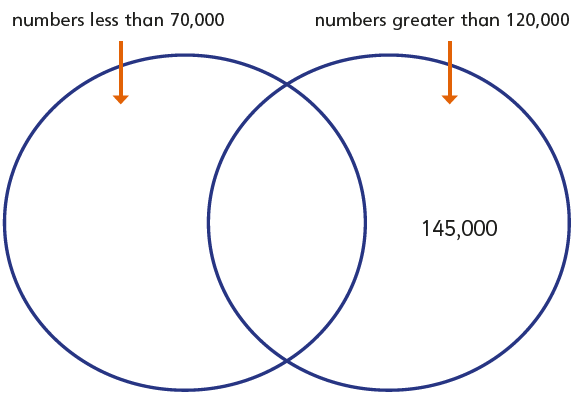 numbers less than 70,000
numbers greater than 120,000
145,000